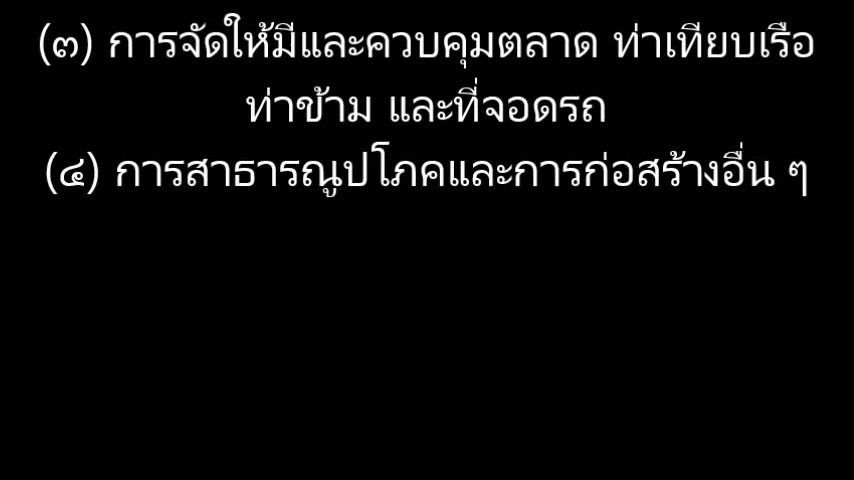 (๓) การจัดให้มีและควบคุมตลาด ท่าเทียบเรือ
ท่าข้าม และที่จอดรถ
(๔) การสาธารณูปโภคและการก่อสร้างอื่น ๆ